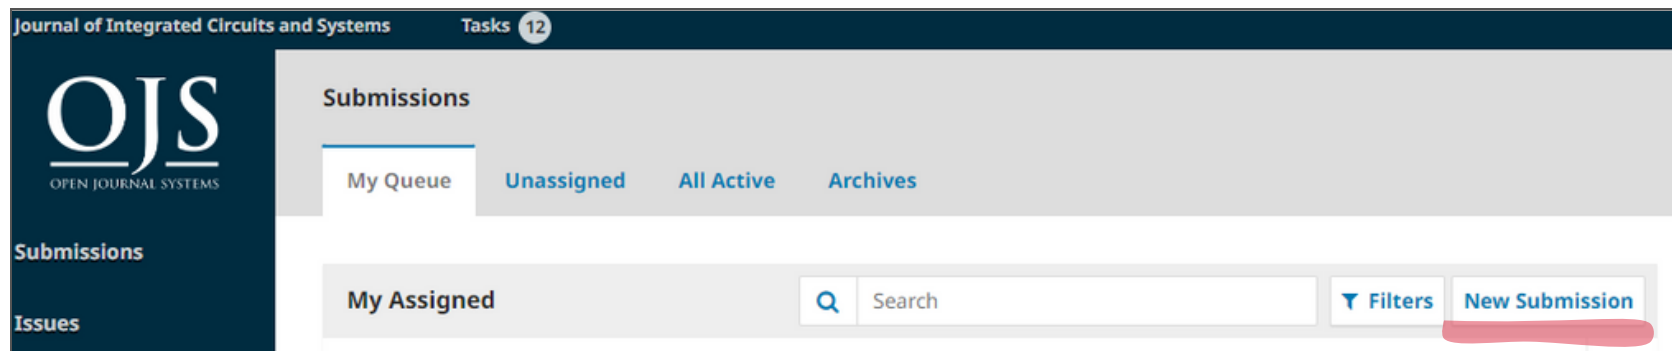 Journal of Integrated Circuits and Systems Tasks 12
OJS
OPEN JOURNAL SYSTEMS
Submissions
Issues
Submissions
My Queue Unassigned All Active Archives
My Assigned Search Filters New Submission